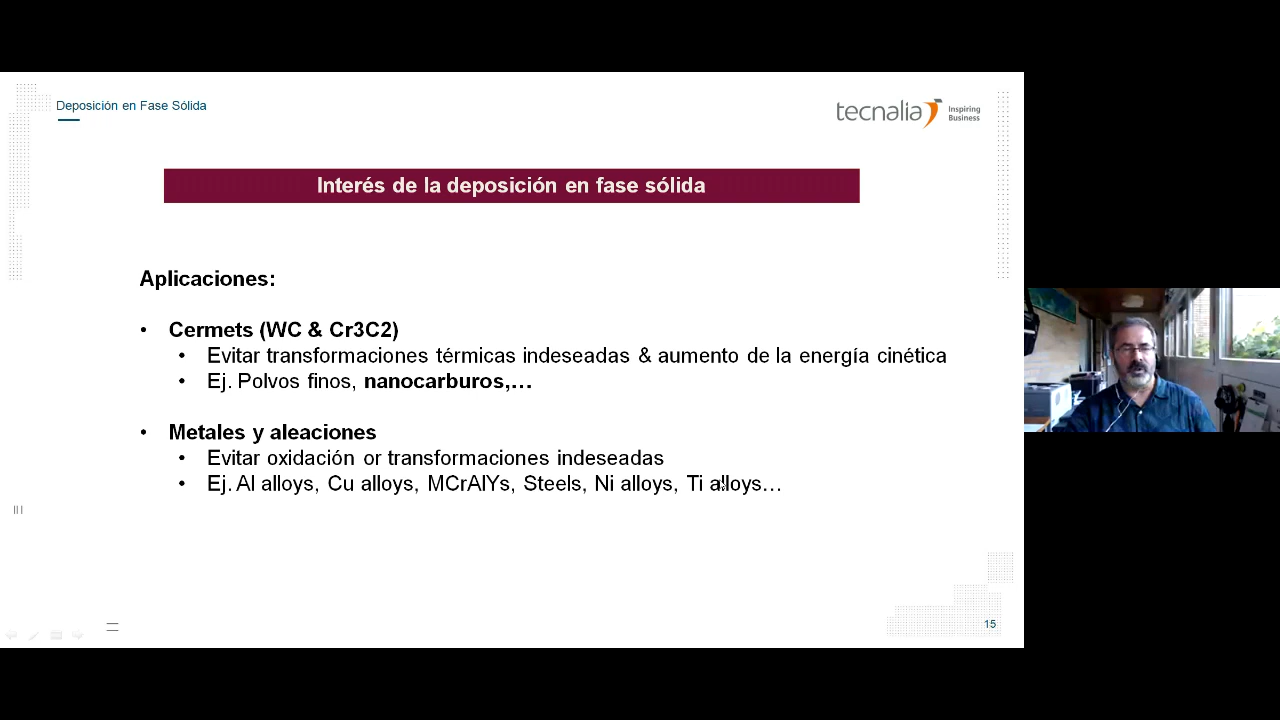 Deposición en Fase Sólida
tecnalia Inspiring
Business
Interés de la deposición en fase sólida
Aplicaciones:
• Cermets (WC & Cr3C2)
• Evitar transformaciones térmicas indeseadas & aumento de la energía cinética
• Ej. Polvos finos, nanocarburos,…
• Metales y aleaciones
• Evitar oxidación or transformaciones indeseadas
• Ej. Al alloys, Cu alloys, MCrAlYs, Steels, Ni alloys, Ti alloys…
15